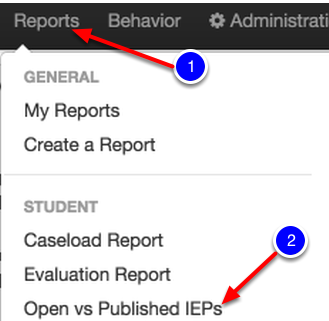 Reports Behavior Administrati
1
GENERAL
My Reports
Create a Report
STUDENT
2
Caseload Report
Evaluation Report
Open vs Published IEPs